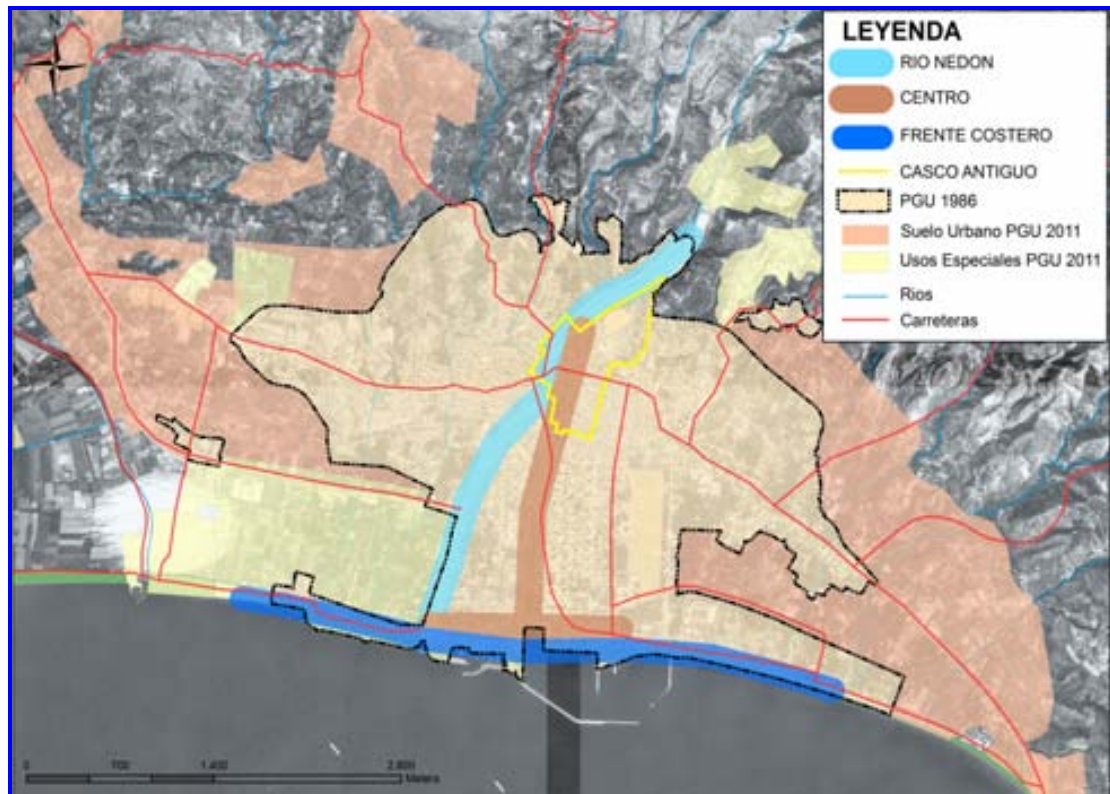 N
LEYENDA
RIO NEDON
CENTRO
FRENTE COSTERO
CASCO ANTIGUO
PGU 1986
Suelo Urbano PGU 2011
Usos Especiales PGU 2011
Rios
Carreteras
0 700 1.400 2.800
Meters